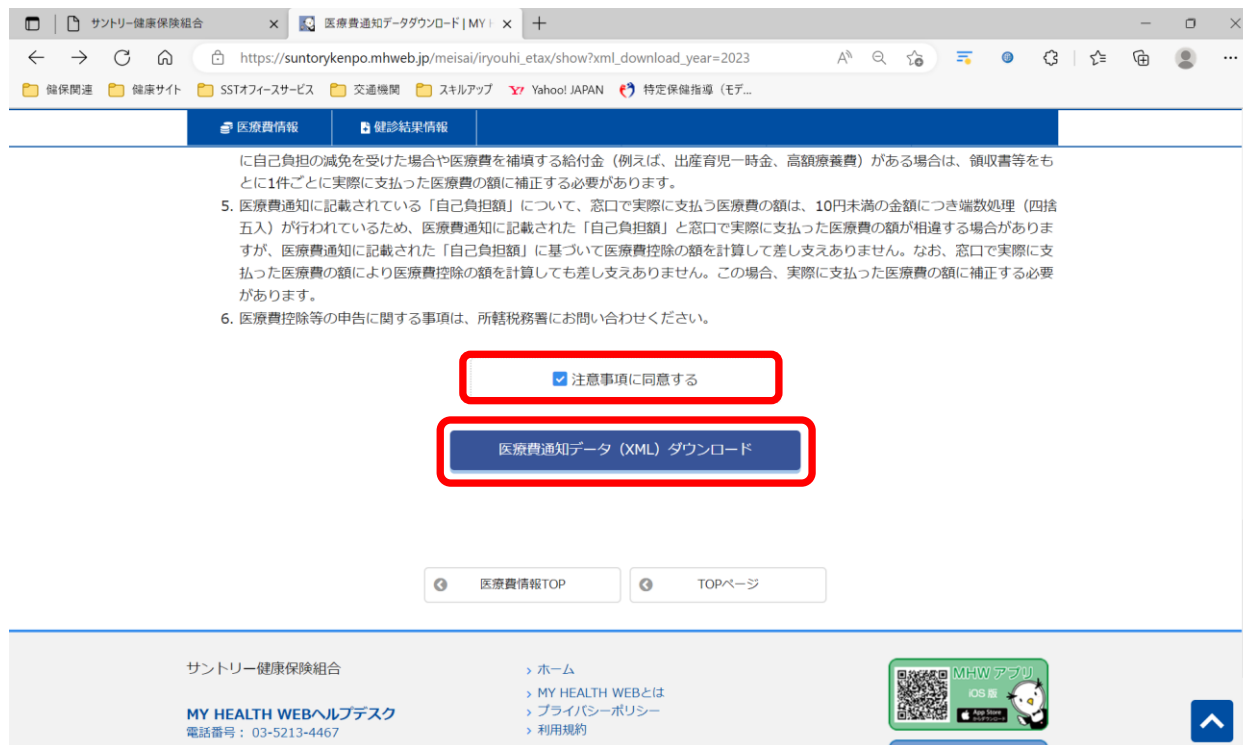 サントリー健康保険組合
医療費通知データダウンロード | MY H
https://suntorykenpo.mhweb.jp/meisai/iryouhi_etax/show?xml_download_year=2023
健保関連 健康サイト SSTオフィースサービス 交通機関 スキルアップ Yahoo! JAPAN 特定保健指導（モデ...
医療費情報 健診結果情報
に自己負担の減免を受けた場合や医療費を補填する給付金（例えば、出産育児一時金、高額療養費）がある場合は、領収書等をも
とに1件ごとに実際に支払った医療費の額に補正する必要があります。
5. 医療費通知に記載されている「自己負担額」について、窓口で実際に支払う医療費の額は、10円未満の金額につき端数処理（四捨
五入）が行われているため、医療費通知に記載された「自己負担額」と窓口で実際に支払った医療費の額が相違する場合がありま
すが、医療費通知に記載された「自己負担額」に基づいて医療費控除の額を計算して差し支えありません。なお、窓口で実際に支
払った医療費の額により医療費控除の額を計算しても差し支えありません。この場合、実際に支払った医療費の額に補正する必要
があります。
6. 医療費控除等の申告に関する事項は、所轄税務署にお問い合わせください。
注意事項に同意する
医療費通知データ（XML）ダウンロード
医療費情報TOP
TOPページ
サントリー健康保険組合
MY HEALTH WEBヘルプデスク
電話番号： 03-5213-4467
› ホーム
› MY HEALTH WEBとは
› プライバシーポリシー
› 利用規約
MHW アプリ
iOS 版
App Store